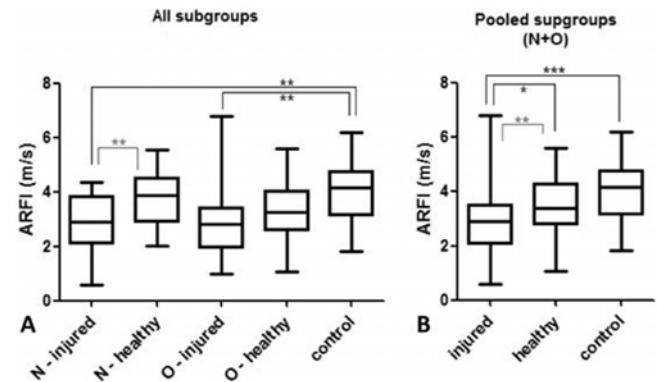 All subgroups
**
**
**
8
6
4
2
0
ARFI (m/s)
N - injured
N - healthy
O - injured
O - healthy
control
A
Pooled supgroups
(N+O)
***
*
**
8
6
4
2
0
ARFI (m/s)
injured
healthy
control
B